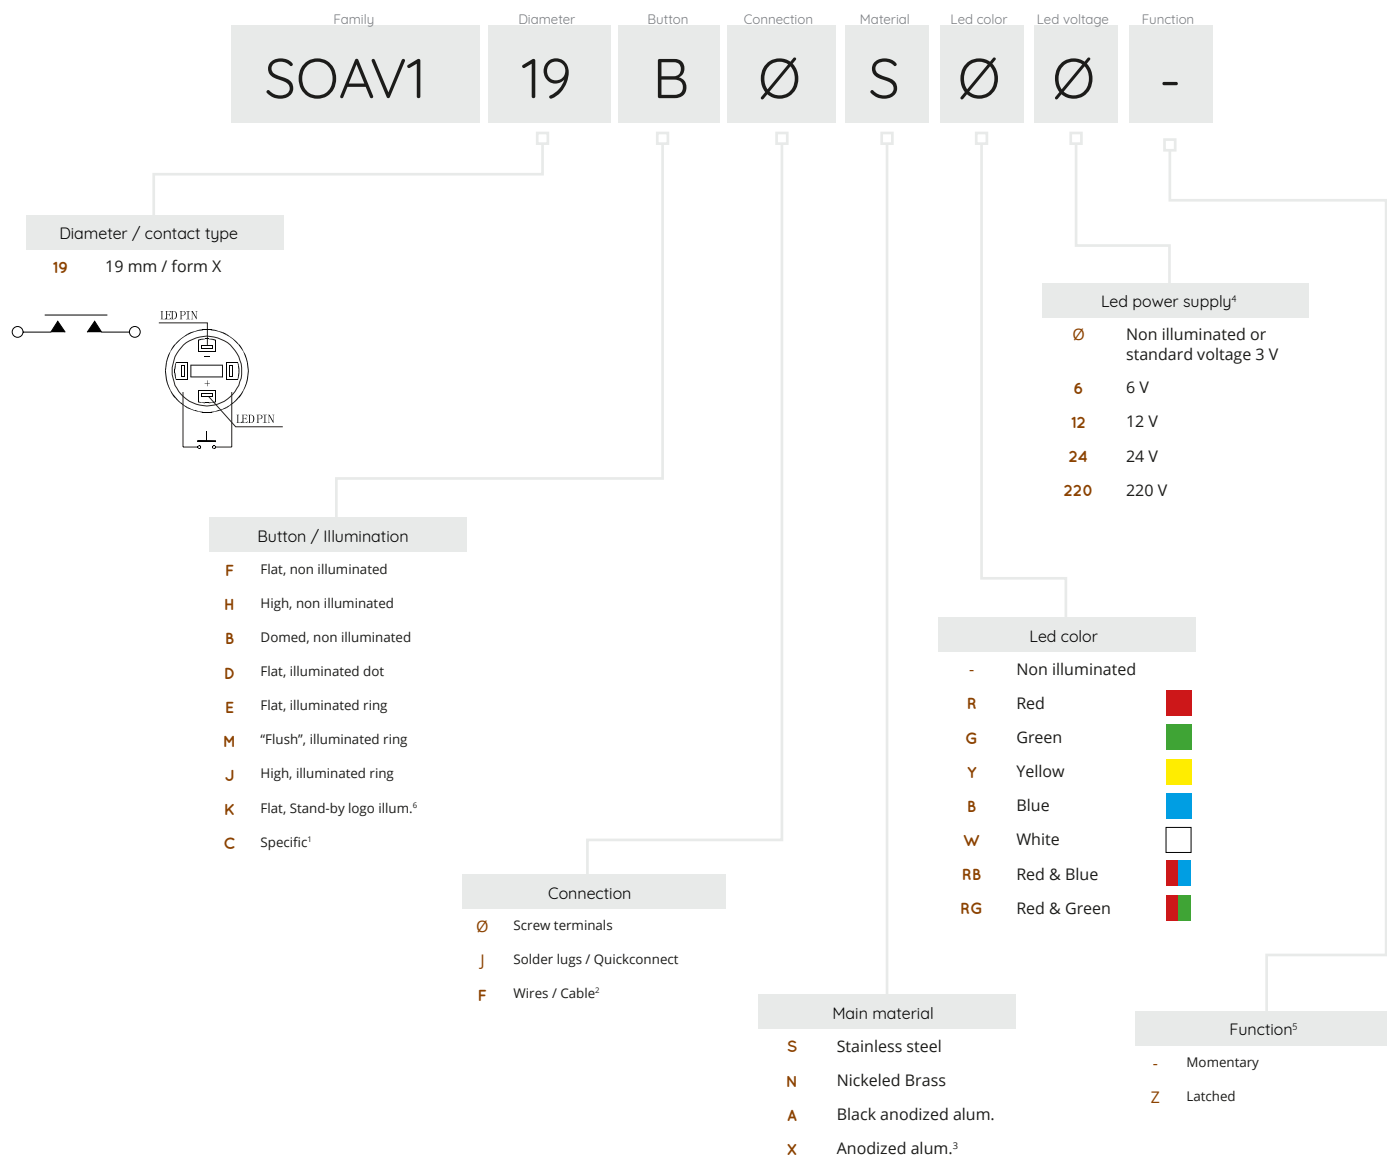 Family Diameter Button Connection Material Led color Led voltage Function
SOAV1 19 B Ø S Ø Ø -
Diameter / contact type
19 19 mm / form X
LED PIN
-
+
LED PIN
Led power supply⁴
Ø Non illuminated or
standard voltage 3 V
6 6 V
12 12 V
24 24 V
220 220 V
Button / Illumination
F Flat, non illuminated
H High, non illuminated
B Domed, non illuminated
D Flat, illuminated dot
E Flat, illuminated ring
M “Flush”, illuminated ring
J High, illuminated ring
K Flat, Stand-by logo illum.⁶
C Specific¹
Led color
- Non illuminated
R Red
G Green
Y Yellow
B Blue
W White
RB Red & Blue
RG Red & Green
Connection
Ø Screw terminals
J Solder lugs / Quickconnect
F Wires / Cable²
Main material
S Stainless steel
N Nickeled Brass
A Black anodized alum.
X Anodized alum.³
Function⁵
- Momentary
Z Latched